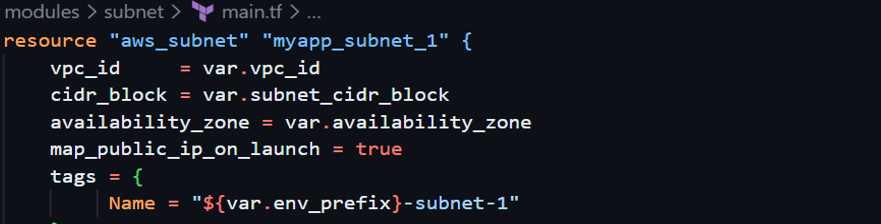 modules > subnet > main.tf > ...
resource "aws_subnet" "myapp_subnet_1" {
    vpc_id     = var.vpc_id
    cidr_block = var.subnet_cidr_block
    availability_zone = var.availability_zone
    map_public_ip_on_launch = true
    tags = {
        Name = "${var.env_prefix}-subnet-1"